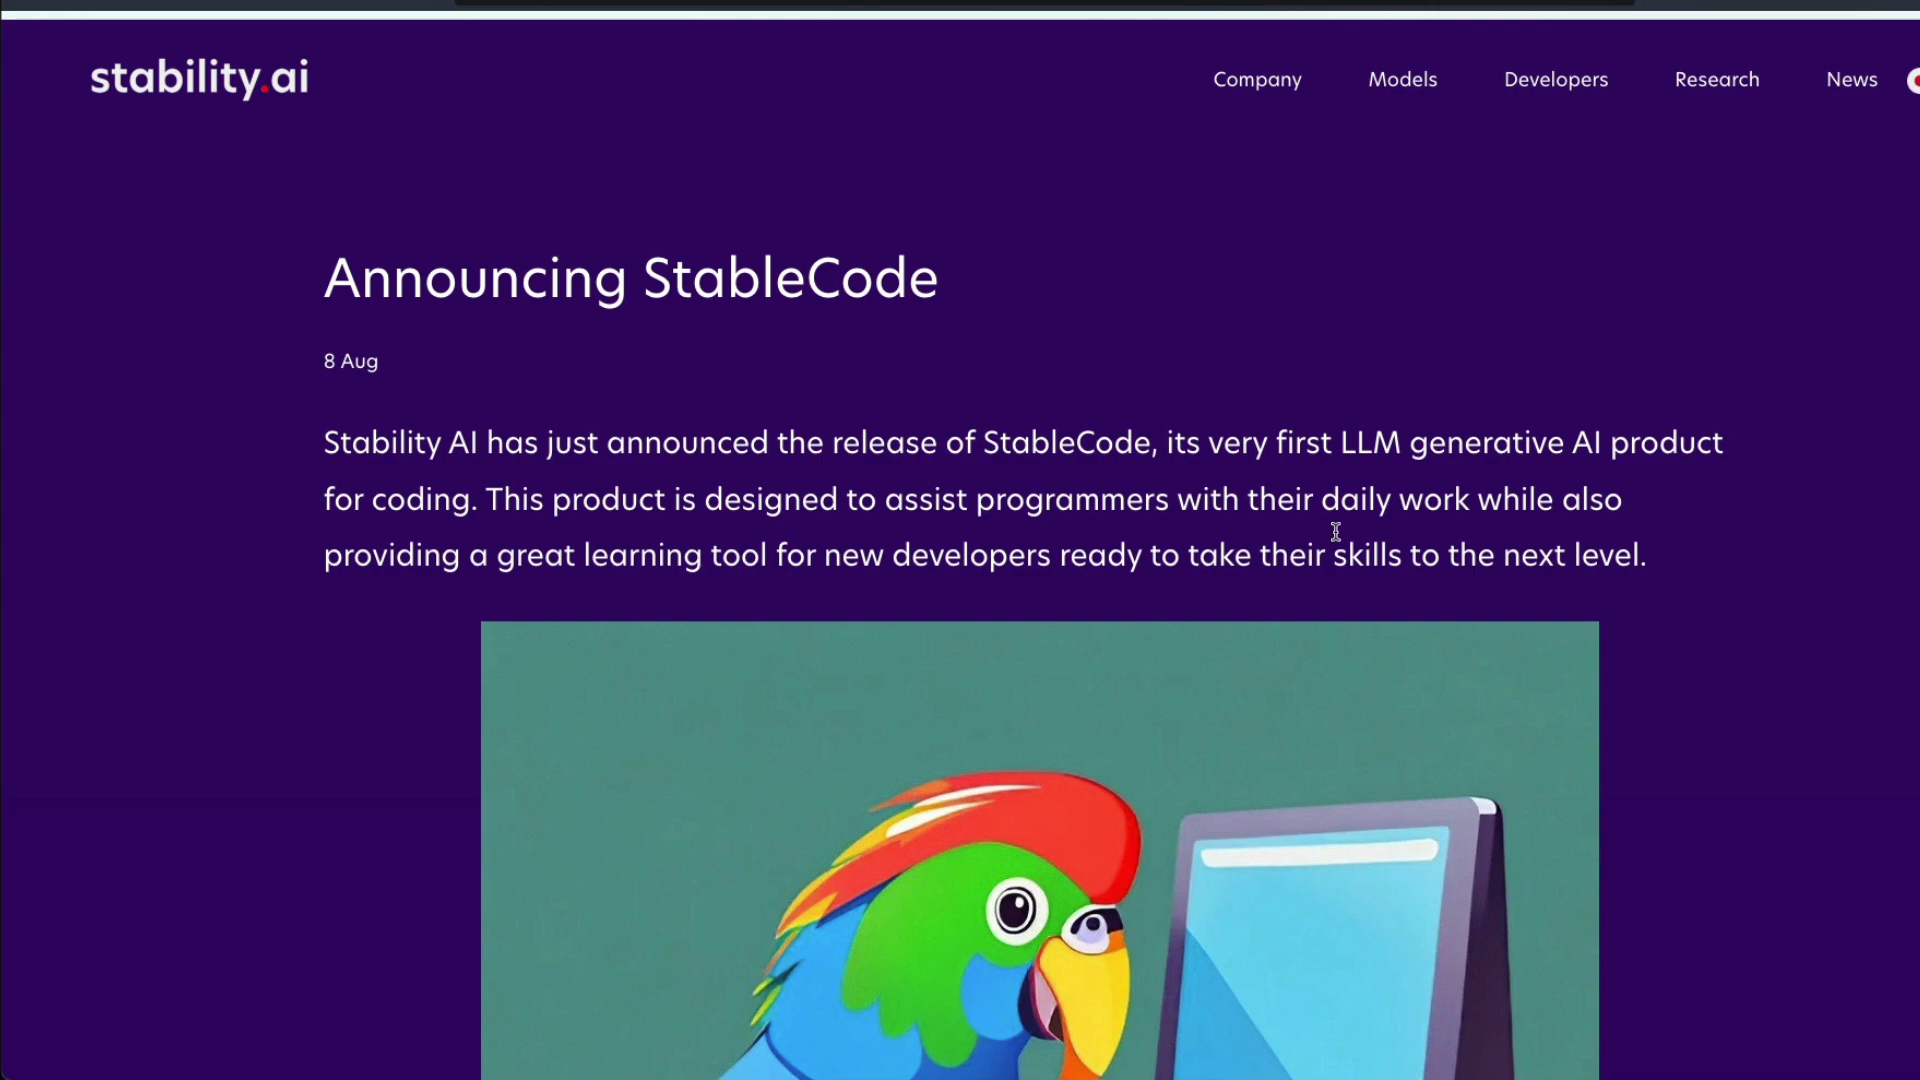 stability.ai
Company Models Developers Research News
Announcing StableCode
8 Aug
Stability AI has just announced the release of StableCode, its very first LLM generative AI product
for coding. This product is designed to assist programmers with their daily work while also
providing a great learning tool for new developers ready to take their skills to the next level.